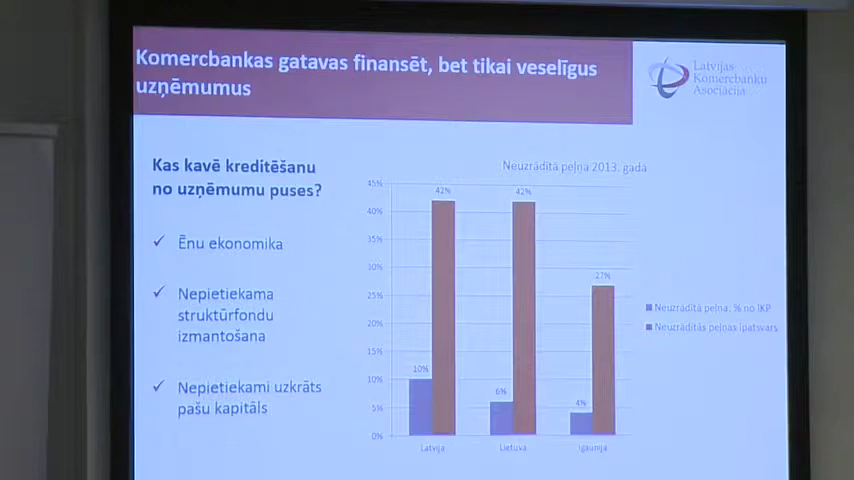 Komercbankas gatavas finansēt, bet tikai veselīgus
uzņēmumus
Latvijas
Komercbanku
Asociācija
Kas kavē kreditēšanu
no uzņēmumu puses?
✓ Ēnu ekonomika
✓ Nepietiekama
struktūrfondu
izmantošana
✓ Nepietiekami uzkrāts
pašu kapitāls
Neuzrādītā peļņa 2013. gadā
45%
40%
35%
30%
25%
20%
15%
10%
5%
0%
42%
42%
27%
10%
6%
4%
Latvija
Lietuva
Igaunija
Neuzrādītā peļņa, % no IKP
Neuzrādītās peļņas īpatsvars